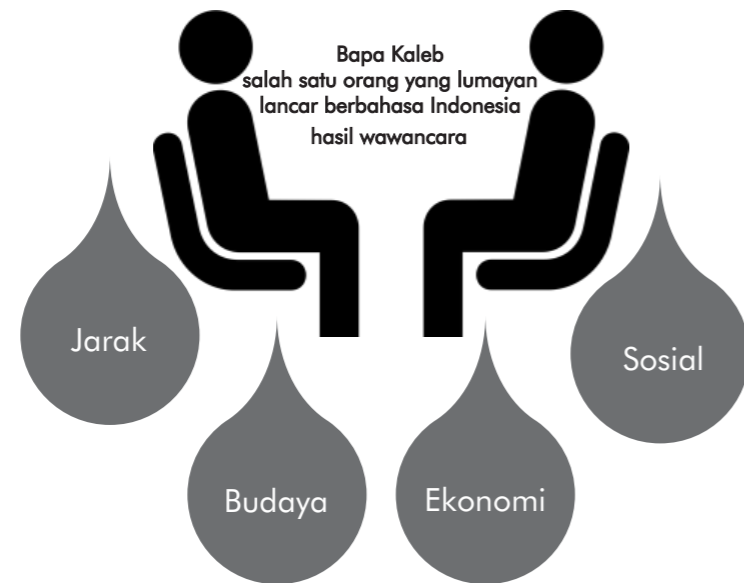 Bapa Kaleb
salah satu orang yang lumayan
lancar berbahasa Indonesia
hasil wawancara
Jarak
Budaya
Ekonomi
Sosial